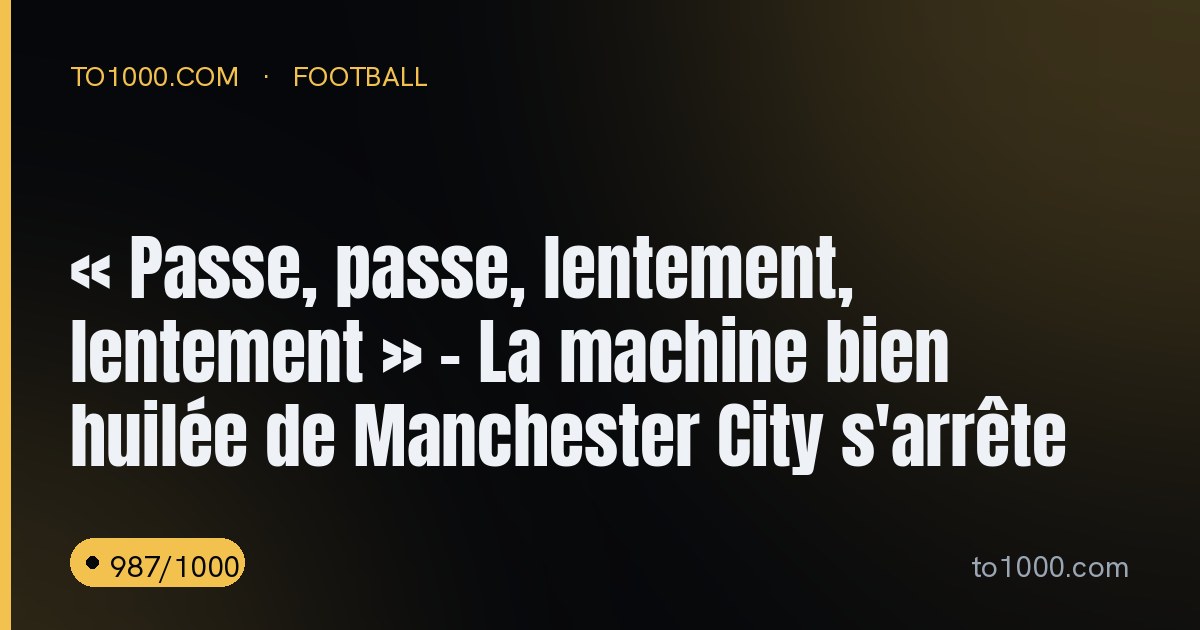 TO1000.COM · FOOTBALL
« Passe, passe, lentement,
lentement » - La machine bien
huilée de Manchester City s'arrête
987/1000
to1000.com